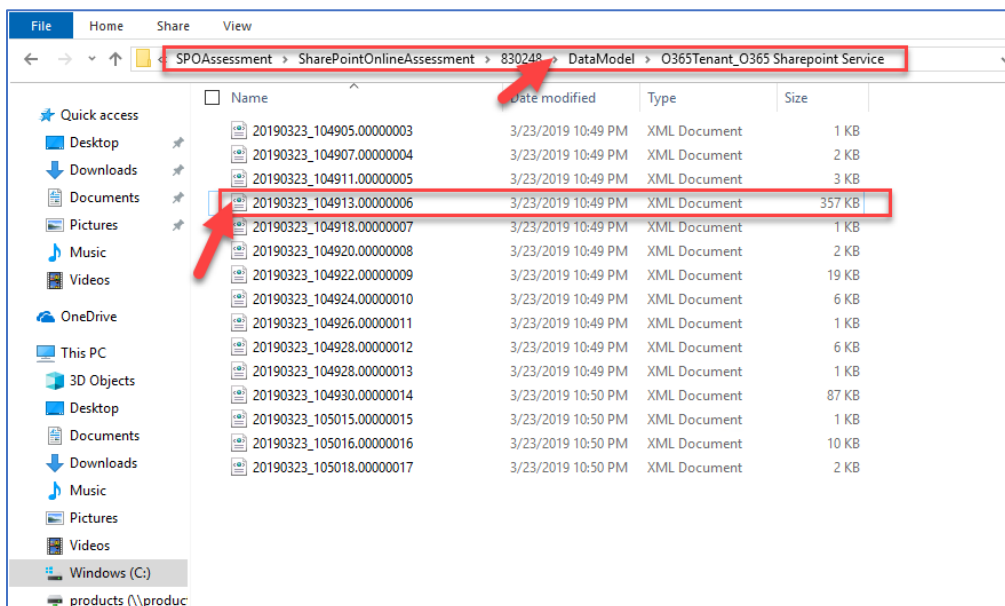 File Home Share View
« SPOAssessment > SharePointOnlineAssessment > 830248 > DataModel > O365Tenant_O365 Sharepoint Service
Name Date modified Type Size
Quick access
Desktop
Downloads
Documents
Pictures
Music
Videos
OneDrive
This PC
3D Objects
Desktop
Documents
Downloads
Music
Pictures
Videos
Windows (C:)
products (\\produc
20190323_104905.00000003 3/23/2019 10:49 PM XML Document 1 KB
20190323_104907.00000004 3/23/2019 10:49 PM XML Document 2 KB
20190323_104911.00000005 3/23/2019 10:49 PM XML Document 3 KB
20190323_104913.00000006 3/23/2019 10:49 PM XML Document 357 KB
20190323_104918.00000007 3/23/2019 10:49 PM XML Document 1 KB
20190323_104920.00000008 3/23/2019 10:49 PM XML Document 2 KB
20190323_104922.00000009 3/23/2019 10:49 PM XML Document 19 KB
20190323_104924.00000010 3/23/2019 10:49 PM XML Document 6 KB
20190323_104926.00000011 3/23/2019 10:49 PM XML Document 1 KB
20190323_104928.00000012 3/23/2019 10:49 PM XML Document 6 KB
20190323_104928.00000013 3/23/2019 10:49 PM XML Document 1 KB
20190323_104930.00000014 3/23/2019 10:50 PM XML Document 87 KB
20190323_105015.00000015 3/23/2019 10:50 PM XML Document 1 KB
20190323_105016.00000016 3/23/2019 10:50 PM XML Document 10 KB
20190323_105018.00000017 3/23/2019 10:50 PM XML Document 2 KB